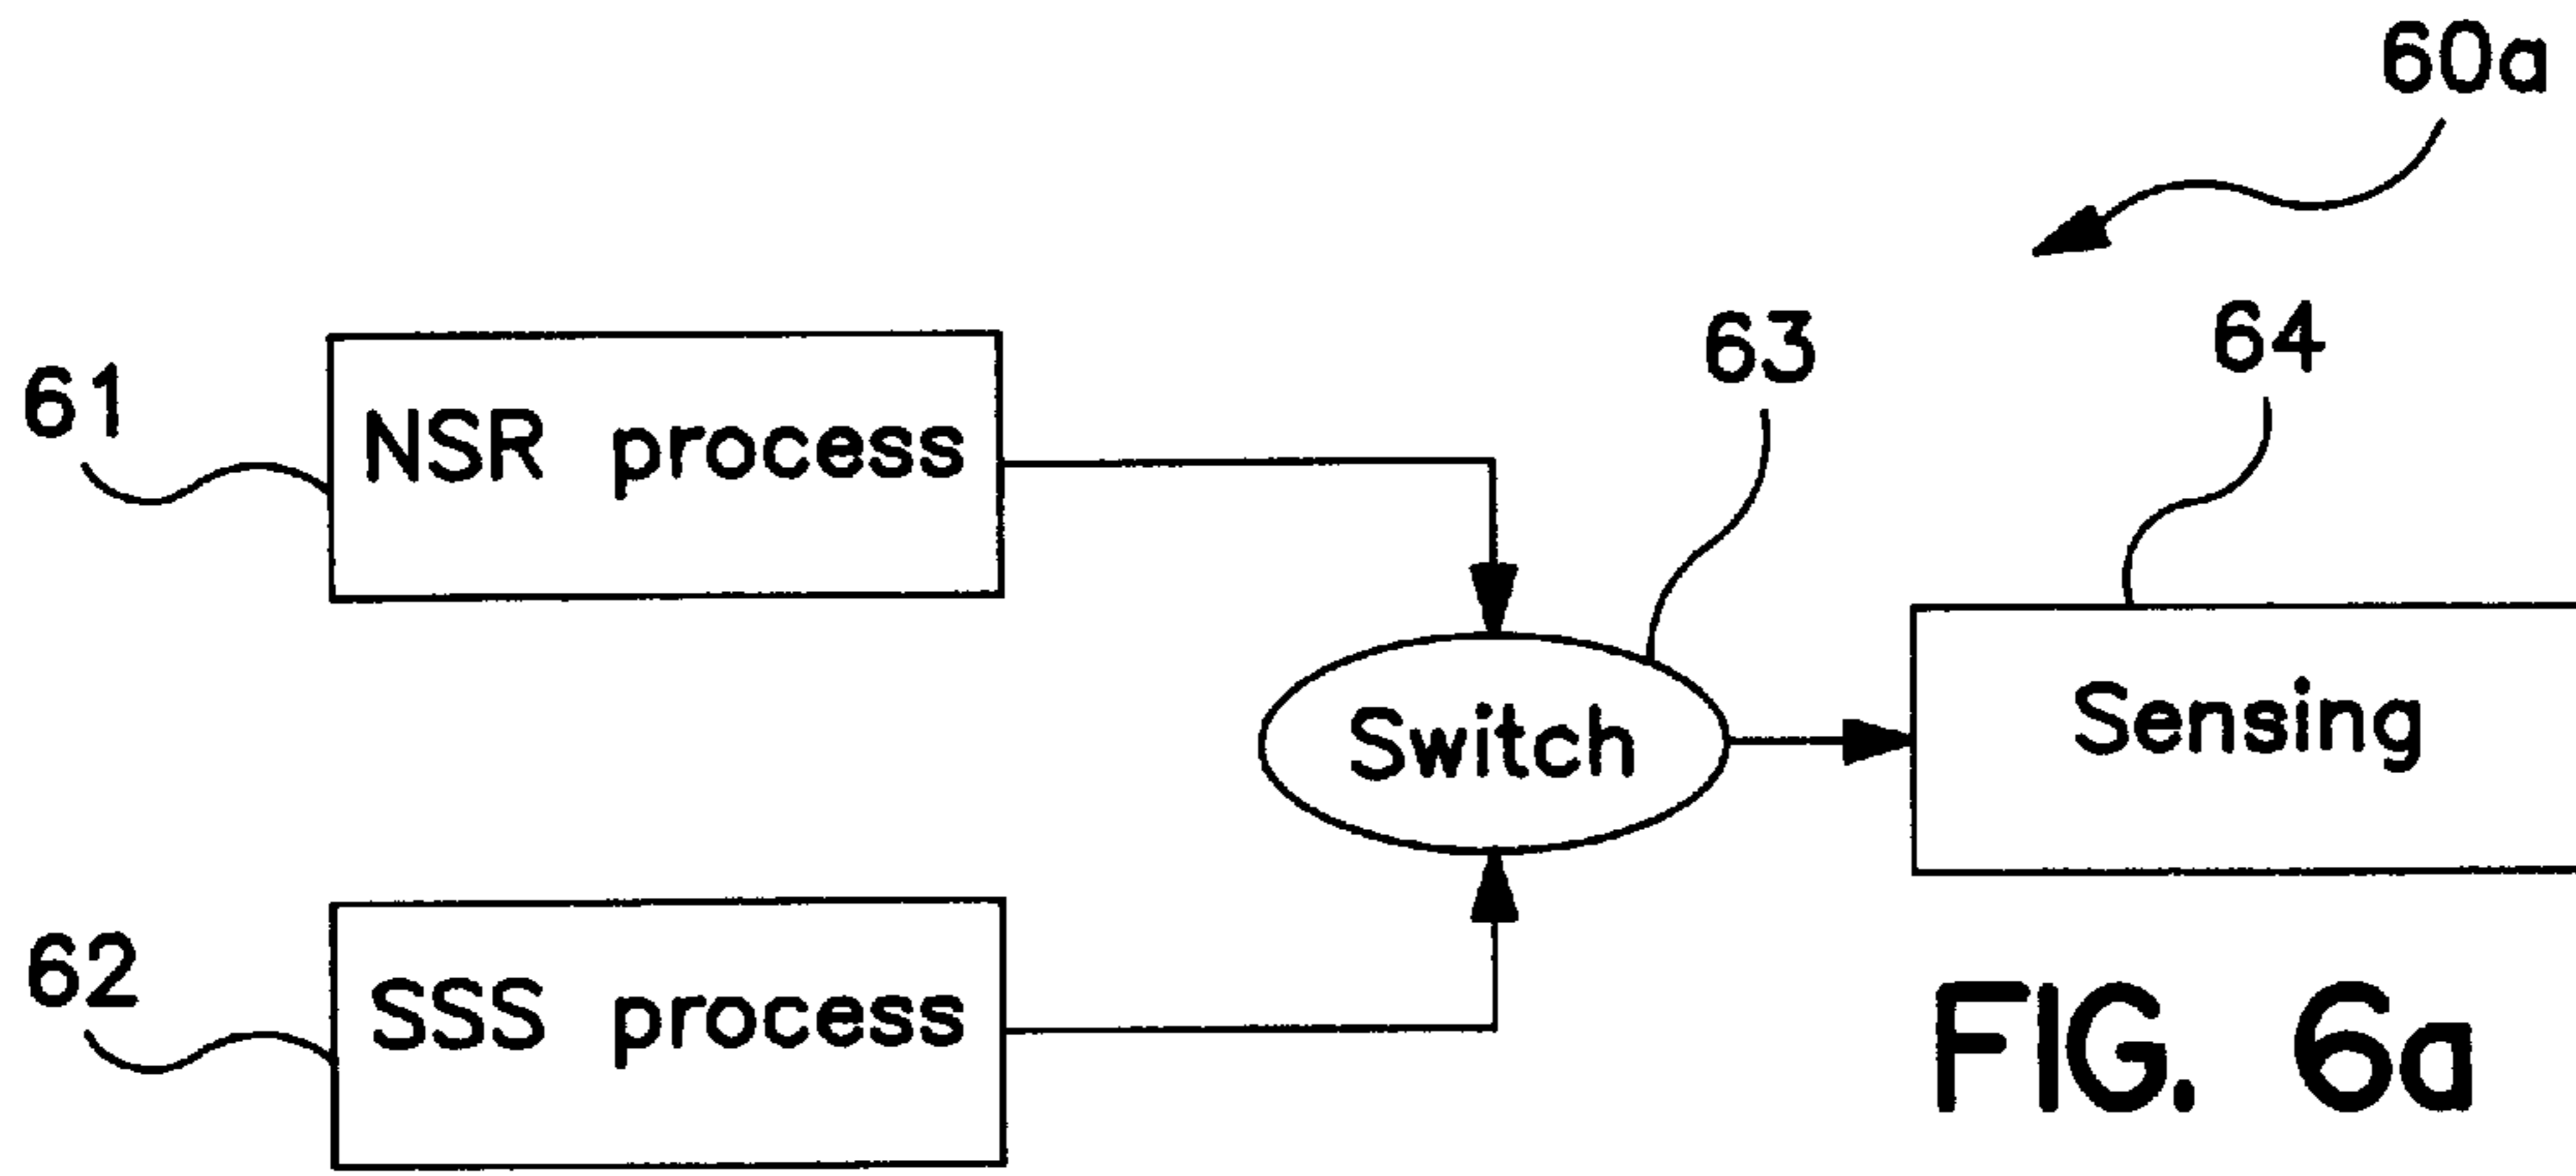 60a
63
64
61
NSR process
Switch
Sensing
62
SSS process
FIG. 6a